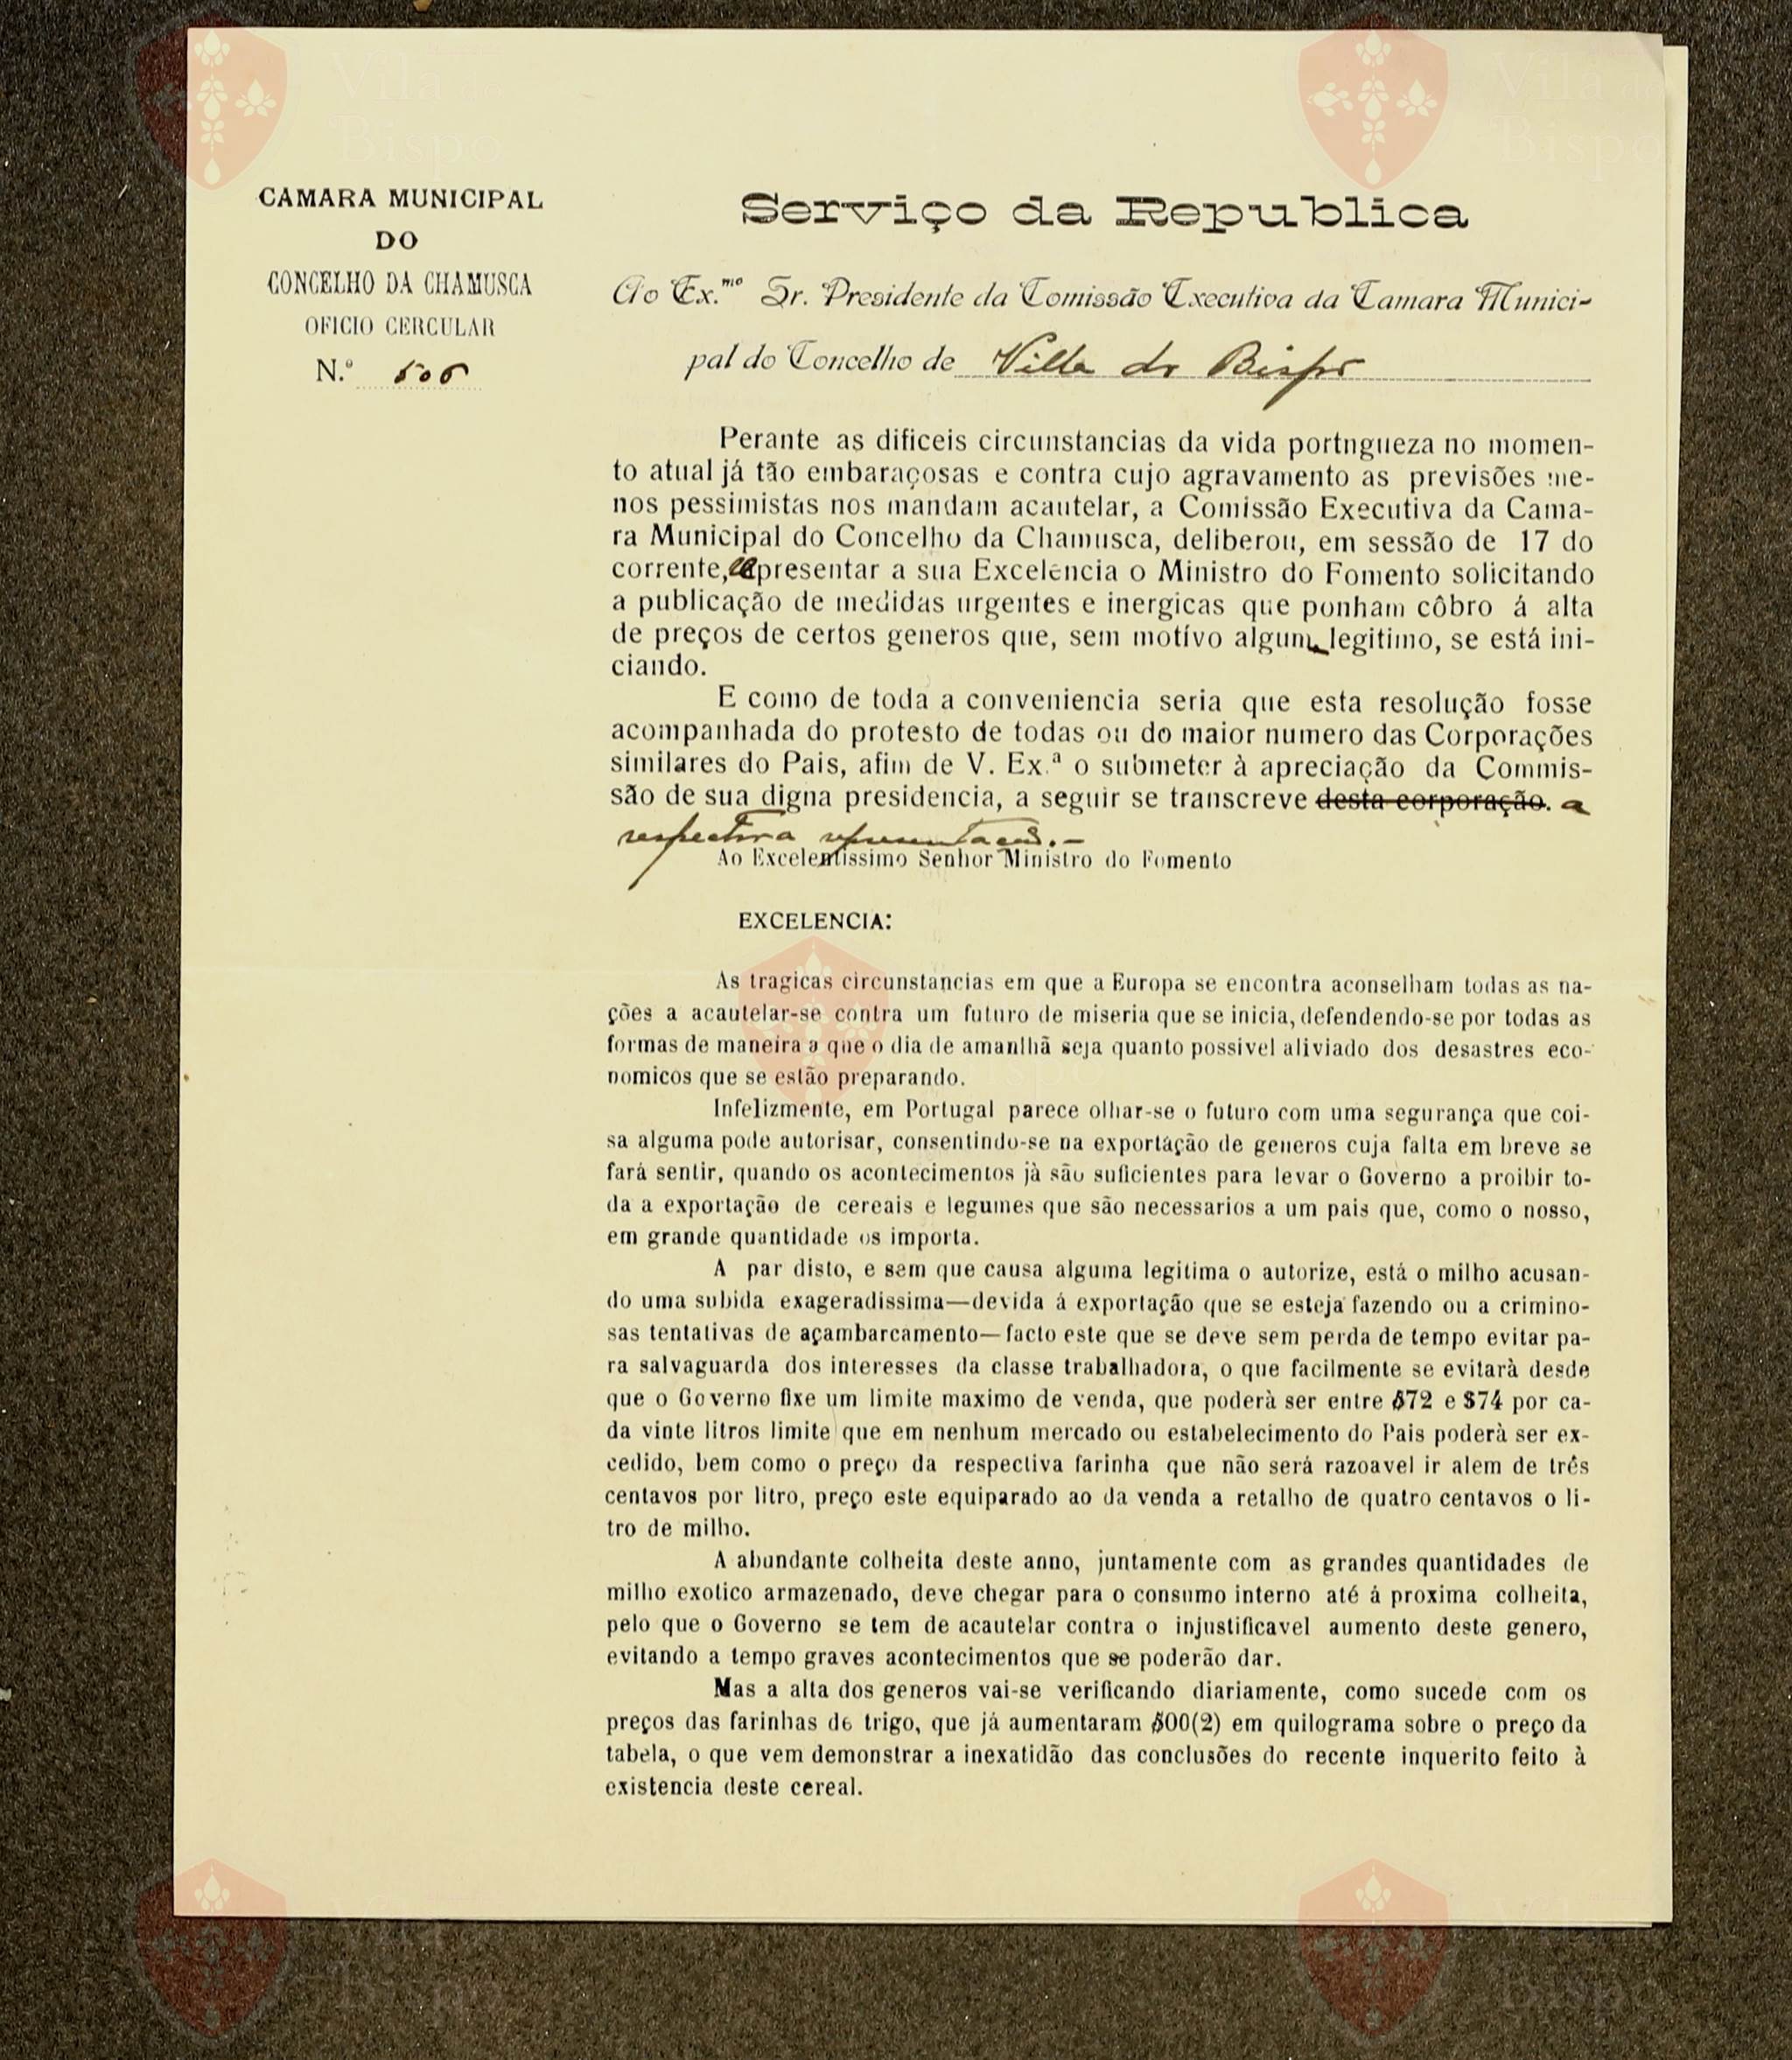 CAMARA MUNICIPAL
DO
CONCELHO DA CHAMUSCA
OFICIO CERCULAR
N.º 506
Serviço da Republica
Ao Ex.mo Sr. Presidente da Comissão Executiva da Camara Munici-
pal do Concelho de Villa do Bispo
Perante as dificeis circunstancias da vida portngueza no momen-
to atual já tão embaraçosas e contra cujo agravamento as previsões me-
nos pessimistas nos mandam acautelar, a Comissão Executiva da Cama-
ra Municipal do Concelho da Chamusca, deliberou, em sessão de 17 do
corrente, representar a sua Excelencia o Ministro do Fomento solicitando
a publicação de medidas urgentes e inergicas que ponham côbro á alta
de preços de certos generos que, sem motívo algum legitimo, se está ini-
ciando.
E como de toda a conveniencia seria que esta resolução fosse
acompanhada do protesto de todas ou do maior numero das Corporações
similares do Pais, afim de V. Ex.ª o submeter à apreciação da Commis-
são de sua digna presidencia, a seguir se transcreve desta corporação. a
respectiva representação.-
Ao Excelentissimo Senhor Ministro do Fomento
EXCELENCIA:
As tragicas circunstancias em que a Europa se encontra aconselham todas as na-
ções a acautelar-se contra um futuro de miseria que se inicia, defendendo-se por todas as
formas de maneira a que o dia de amanlhã seja quanto possivel aliviado dos desastres eco-
nomicos que se estão preparando.
Infelizmente, em Portugal parece olhar-se o futuro com uma segurança que coi-
sa alguma pode autorisar, consentindo-se na exportação de generos cuja falta em breve se
fará sentir, quando os acontecimentos jà são suficientes para levar o Governo a proibir to-
da a exportação de cereais e legumes que são necessarios a um pais que, como o nosso,
em grande quantidade os importa.
A par disto, e sem que causa alguma legitima o autorize, está o milho acusan-
do uma subida exageradissima—devida á exportação que se esteja fazendo ou a crimino-
sas tentativas de açambarcamento—facto este que se deve sem perda de tempo evitar pa-
ra salvaguarda dos interesses da classe trabalhadora, o que facilmente se evitarà desde
que o Governo fixe um limite maximo de venda, que poderà ser entre $72 e $74 por ca-
da vinte litros limite que em nenhum mercado ou estabelecimento do Pais poderà ser ex-
cedido, bem como o preço da respectiva farinha que não será razoavel ir alem de três
centavos por litro, preço este equiparado ao da venda a retalho de quatro centavos o li-
tro de milho.
A abundante colheita deste anno, juntamente com as grandes quantidades de
milho exotico armazenado, deve chegar para o consumo interno até á proxima colheita,
pelo que o Governo se tem de acautelar contra o injustificavel aumento deste genero,
evitando a tempo graves acontecimentos que se poderão dar.
Mas a alta dos generos vai-se verificando diariamente, como sucede com os
preços das farinhas de trigo, que já aumentaram $00(2) em quilograma sobre o preço da
tabela, o que vem demonstrar a inexatidão das conclusões do recente inquerito feito à
existencia deste cereal.
Vila do
Bispo
Vila do
Bispo